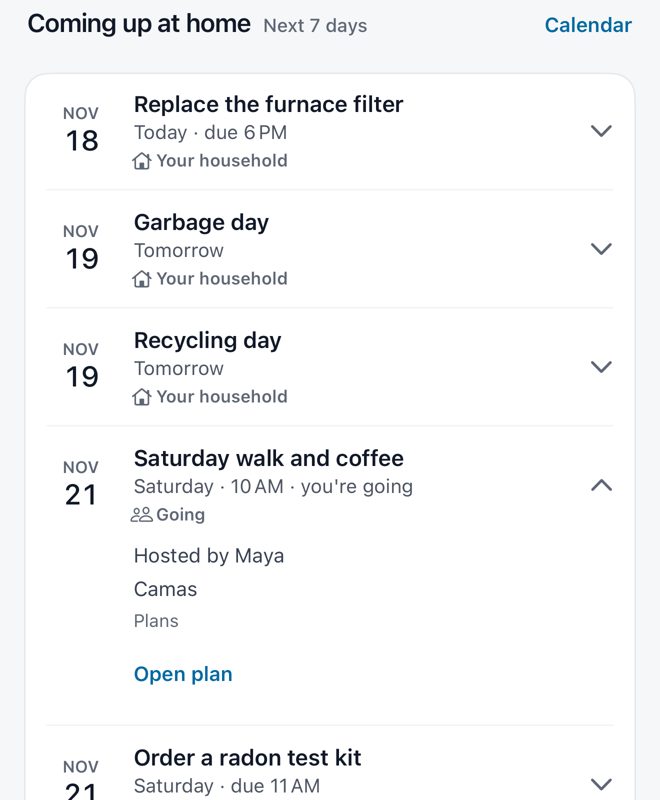 Coming up at home Next 7 days Calendar
NOV
18
Replace the furnace filter
Today · due 6 PM
Your household
NOV
19
Garbage day
Tomorrow
Your household
NOV
19
Recycling day
Tomorrow
Your household
NOV
21
Saturday walk and coffee
Saturday · 10 AM · you're going
Going
Hosted by Maya
Camas
Plans
Open plan
NOV
21
Order a radon test kit
Saturday · due 11 AM